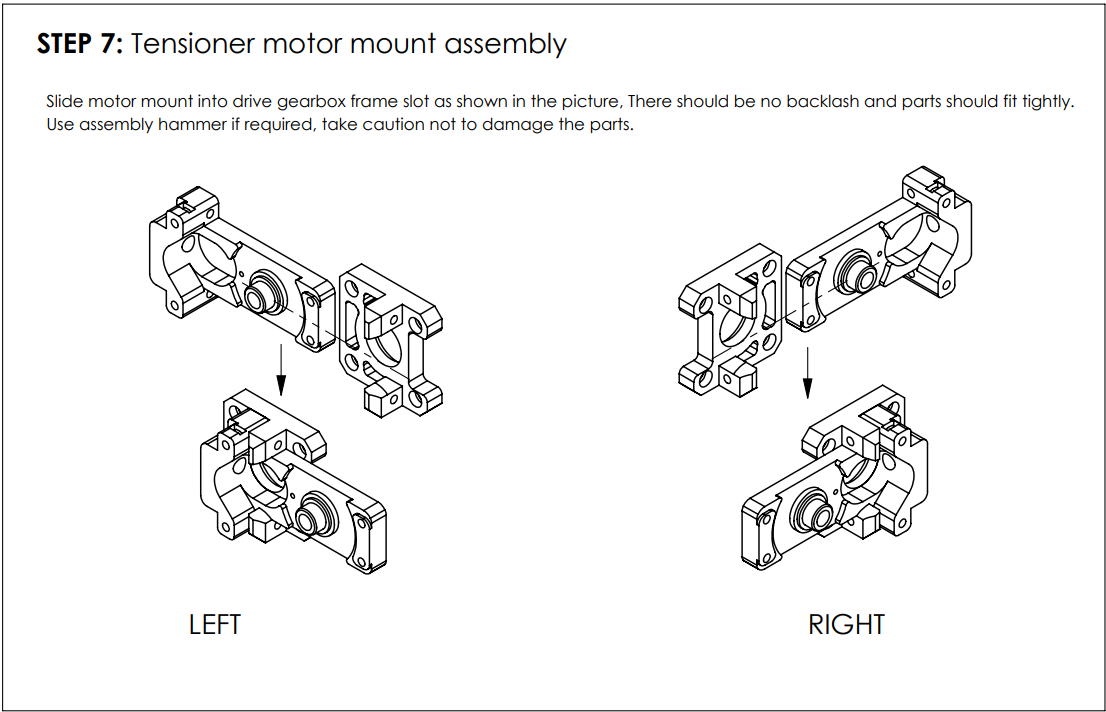 STEP 7: Tensioner motor mount assembly
Slide motor mount into drive gearbox frame slot as shown in the picture, There should be no backlash and parts should fit tightly.
Use assembly hammer if required, take caution not to damage the parts.
LEFT
RIGHT